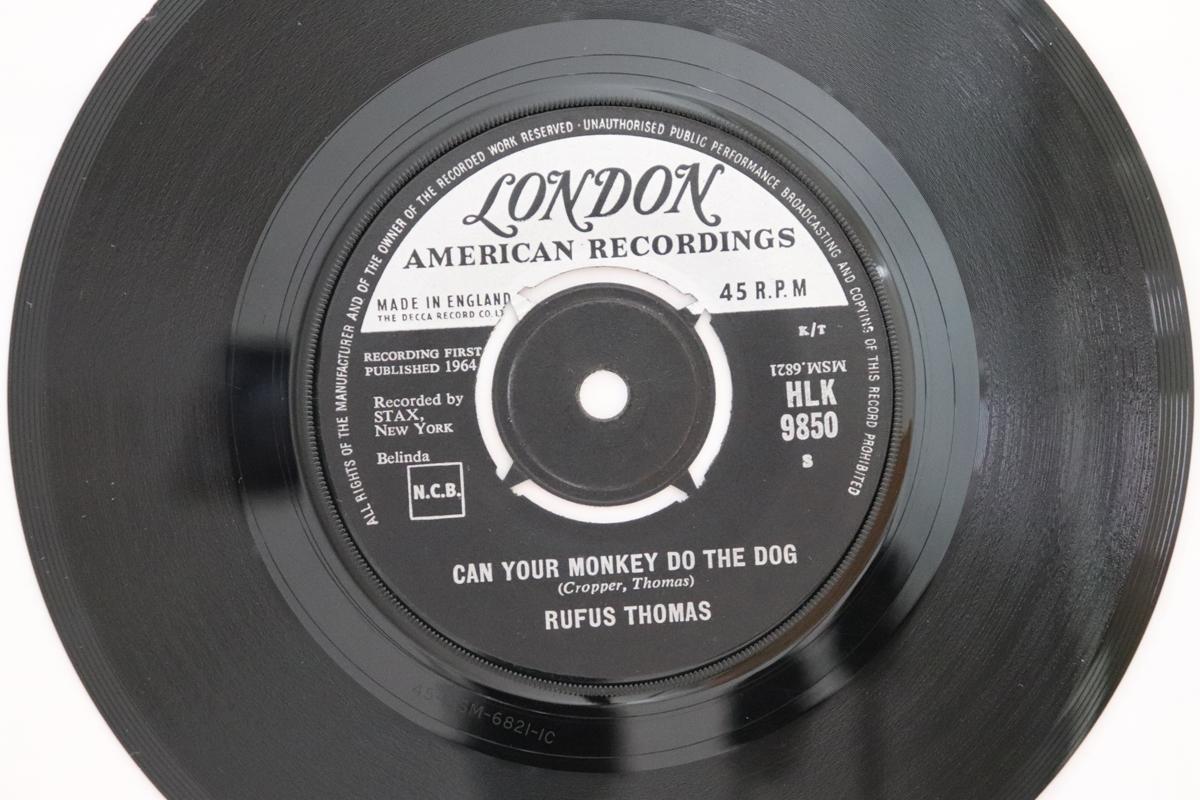 ALL RIGHTS OF THE MANUFACTURER AND OF THE OWNER OF THE RECORDED WORK RESERVED · UNAUTHORISED PUBLIC PERFORMANCE BROADCASTING AND COPYING OF THIS RECORD PROHIBITED
LONDON
AMERICAN RECORDINGS
MADE IN ENGLAND
THE DECCA RECORD CO.
45 R.P.M
RECORDING FIRST
PUBLISHED 1964
Recorded by
STAX,
NEW YORK
Belinda
N.C.B.
K/T
MSM.6821
HLK
9850
S
CAN YOUR MONKEY DO THE DOG
(Cropper, Thomas)
RUFUS THOMAS
SM-6821-1C